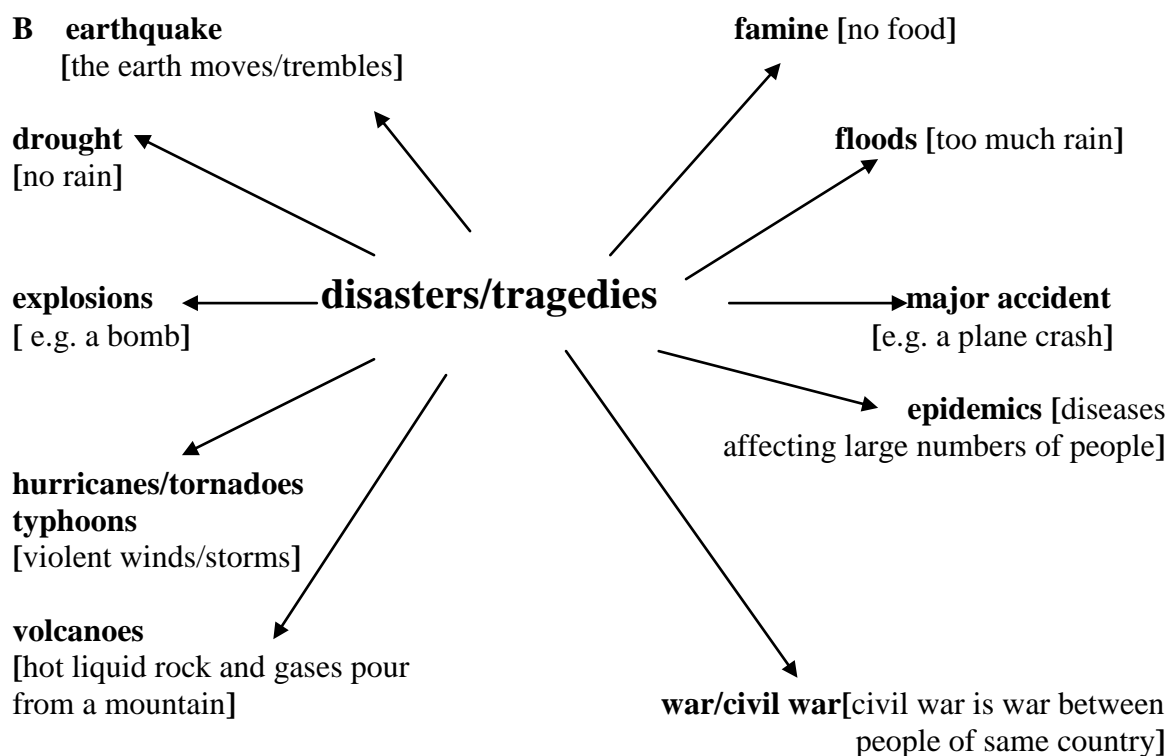 B earthquake
[the earth moves/trembles]
famine [no food]
drought
[no rain]
floods [too much rain]
disasters/tragedies
explosions
[ e.g. a bomb]
major accident
[e.g. a plane crash]
epidemics [diseases
affecting large numbers of people]
hurricanes/tornadoes
typhoons
[violent winds/storms]
volcanoes
[hot liquid rock and gases pour
from a mountain]
war/civil war[civil war is war between
people of same country]